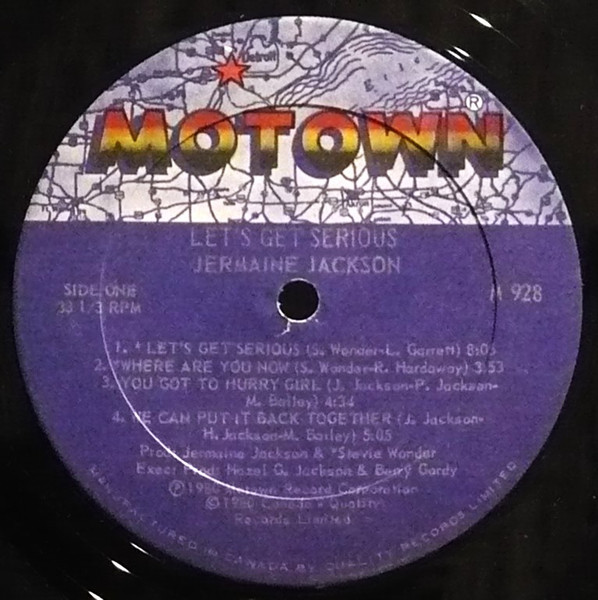 Detroit
MOTOWN®
LET'S GET SERIOUS
JERMAINE JACKSON
SIDE ONE
33 1/3 RPM
M 928
1. * LET'S GET SERIOUS (S. Wonder-L. Garrett) 8:03
2. *WHERE ARE YOU NOW (S. Wonder-R. Hardaway) 3:53
3. YOU GOT TO HURRY GIRL (J. Jackson-P. Jackson-
M. Bailey) 4:34
4. WE CAN PUT IT BACK TOGETHER (J. Jackson-
H. Jackson-M. Bailey) 5:05
Prod: Jermaine Jackson & *Stevie Wonder
Exec. Prod: Hazel G. Jackson & Berry Gordy
℗ 1980 Motown Record Corporation
© 1980 Canada - Quality
Records Limited
MANUFACTURED IN CANADA BY QUALITY RECORDS LIMITED